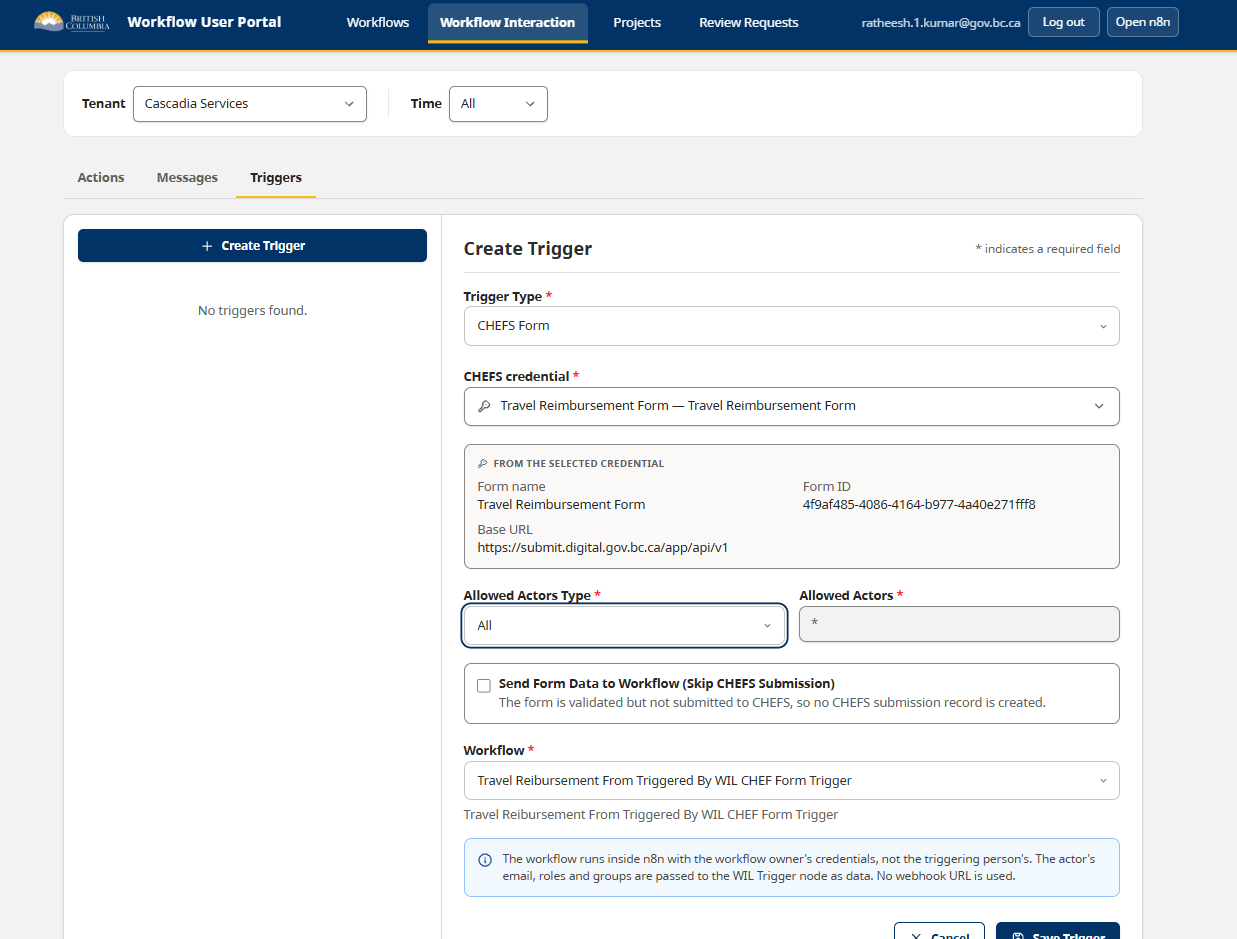 BRITISH
COLUMBIA
Workflow User Portal
Workflows
Workflow Interaction
Projects
Review Requests
ratheesh.1.kumar@gov.bc.ca
Log out
Open n8n
Tenant
Cascadia Services
Time
All
Actions
Messages
Triggers
+ Create Trigger
No triggers found.
Create Trigger
* indicates a required field
Trigger Type *
CHEFS Form
CHEFS credential *
Travel Reimbursement Form — Travel Reimbursement Form
FROM THE SELECTED CREDENTIAL
Form name
Travel Reimbursement Form
Form ID
4f9af485-4086-4164-b977-4a40e271fff8
Base URL
https://submit.digital.gov.bc.ca/app/api/v1
Allowed Actors Type *
All
Allowed Actors *
*
Send Form Data to Workflow (Skip CHEFS Submission)
The form is validated but not submitted to CHEFS, so no CHEFS submission record is created.
Workflow *
Travel Reibursement From Triggered By WIL CHEF Form Trigger
Travel Reibursement From Triggered By WIL CHEF Form Trigger
The workflow runs inside n8n with the workflow owner's credentials, not the triggering person's. The actor's
email, roles and groups are passed to the WIL Trigger node as data. No webhook URL is used.
Cancel
Save Trigger